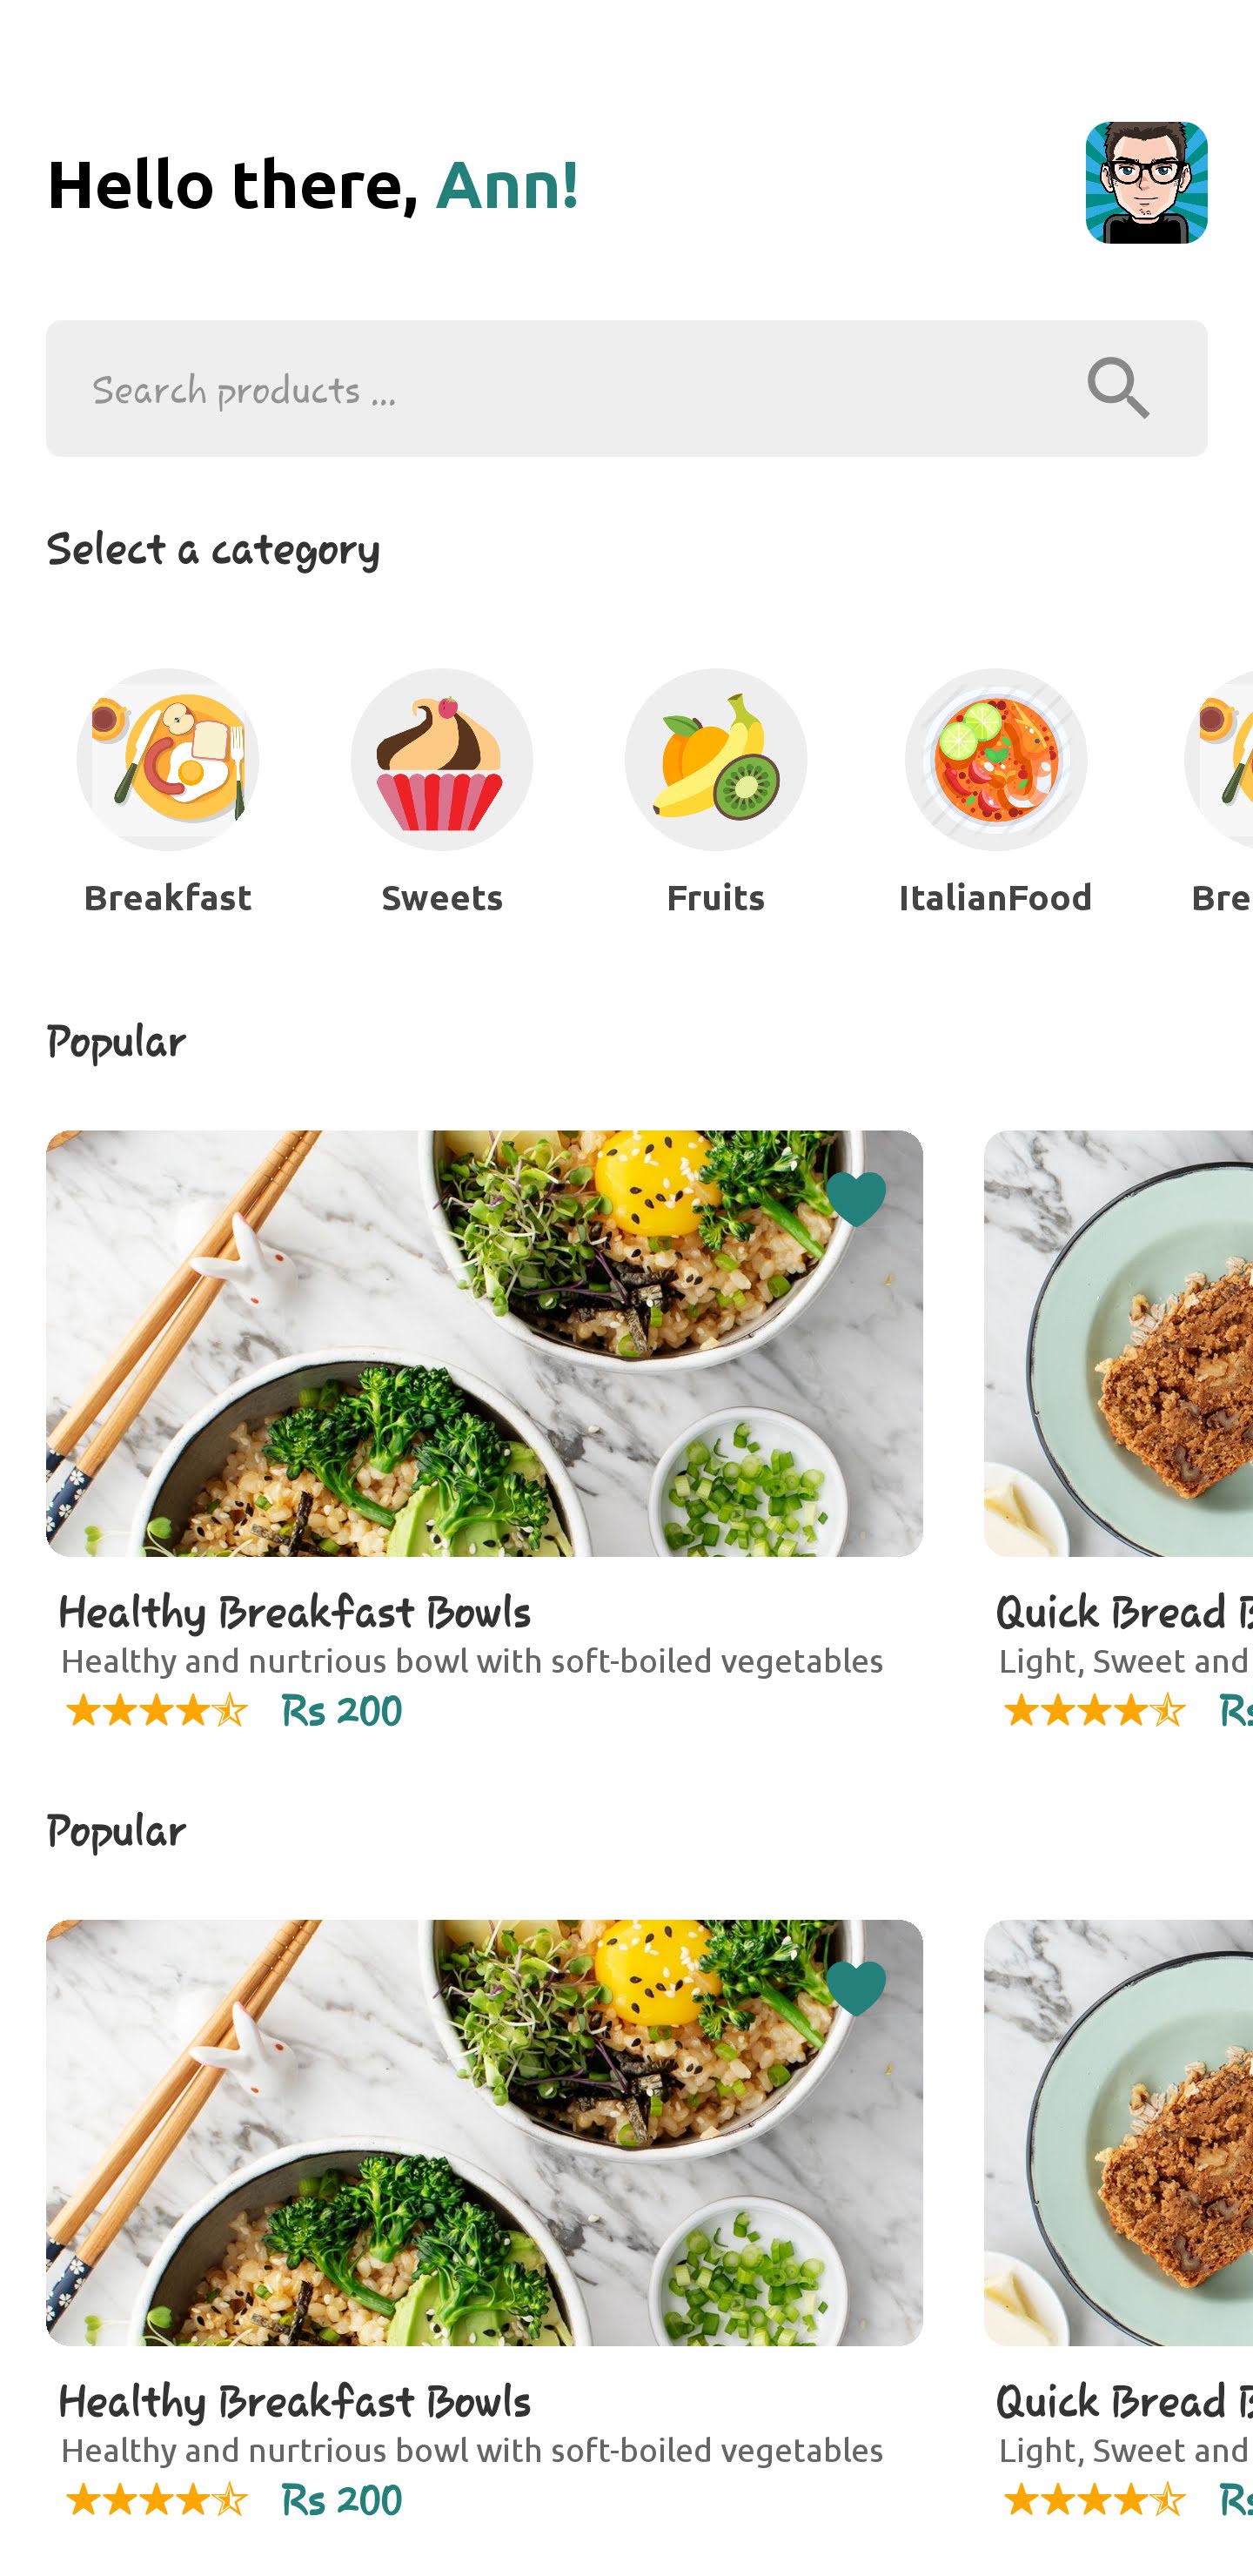 Hello there, Ann!
Search products ...
Select a category
Breakfast
Sweets
Fruits
ItalianFood
Bre
Popular
Healthy Breakfast Bowls
Healthy and nurtrious bowl with soft-boiled vegetables
Rs 200
Quick Bread
Light, Sweet and
Rs
Popular
Healthy Breakfast Bowls
Healthy and nurtrious bowl with soft-boiled vegetables
Rs 200
Quick Bread
Light, Sweet and
Rs